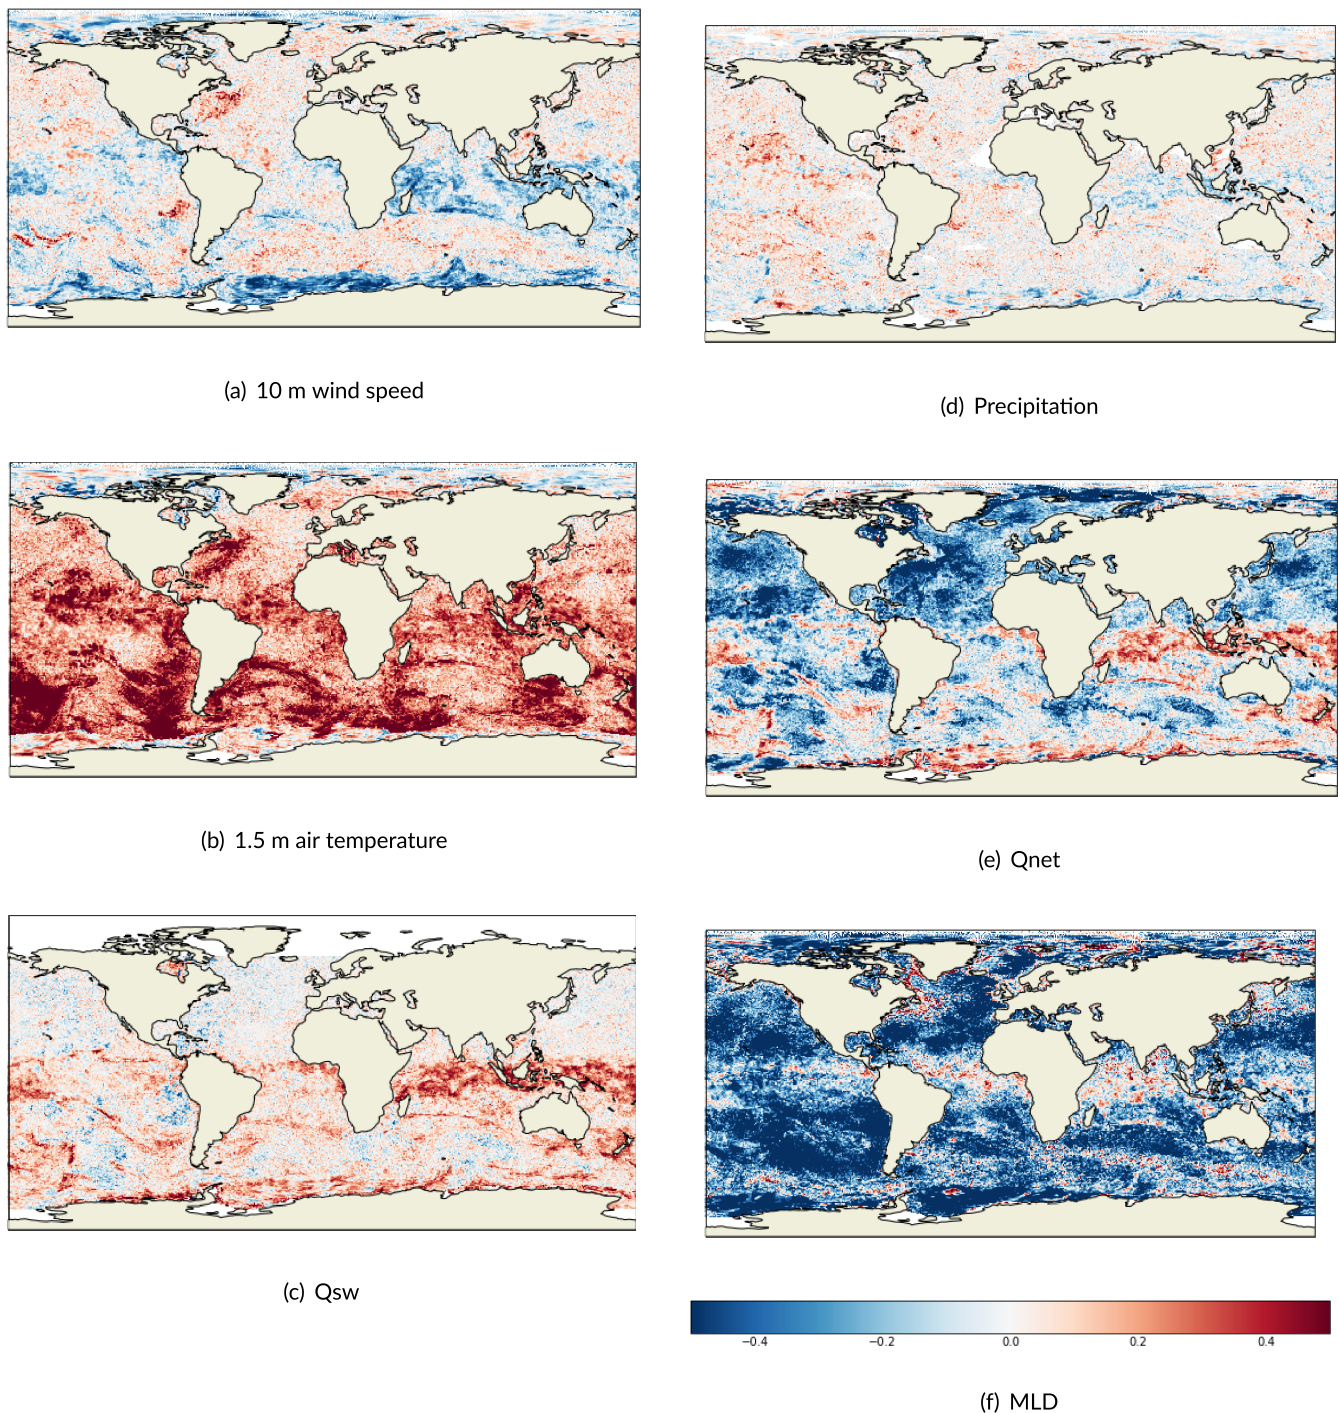 (a) 10 m wind speed
(d) Precipitation
(b) 1.5 m air temperature
(e) Qnet
(c) Qsw
−0.4 −0.2 0.0 0.2 0.4
(f) MLD